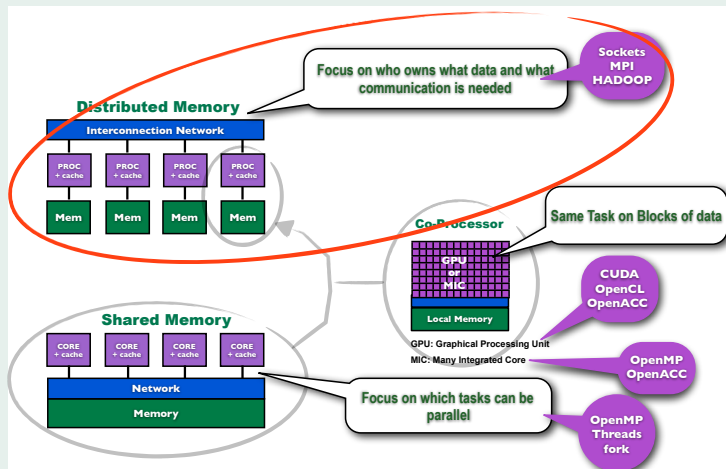 Sockets
MPI
HADOOP
Focus on who owns what data and what
communication is needed
Distributed Memory
Interconnection Network
PROC
+ cache
PROC
+ cache
PROC
+ cache
PROC
+ cache
Mem
Mem
Mem
Mem
Same Task on Blocks of data
Co-Processor
GPU
or
MIC
Local Memory
CUDA
OpenCL
OpenACC
GPU: Graphical Processing Unit
MIC: Many Integrated Core
Shared Memory
CORE
+ cache
CORE
+ cache
CORE
+ cache
CORE
+ cache
Network
Memory
OpenMP
OpenACC
Focus on which tasks can be
parallel
OpenMP
Threads
fork